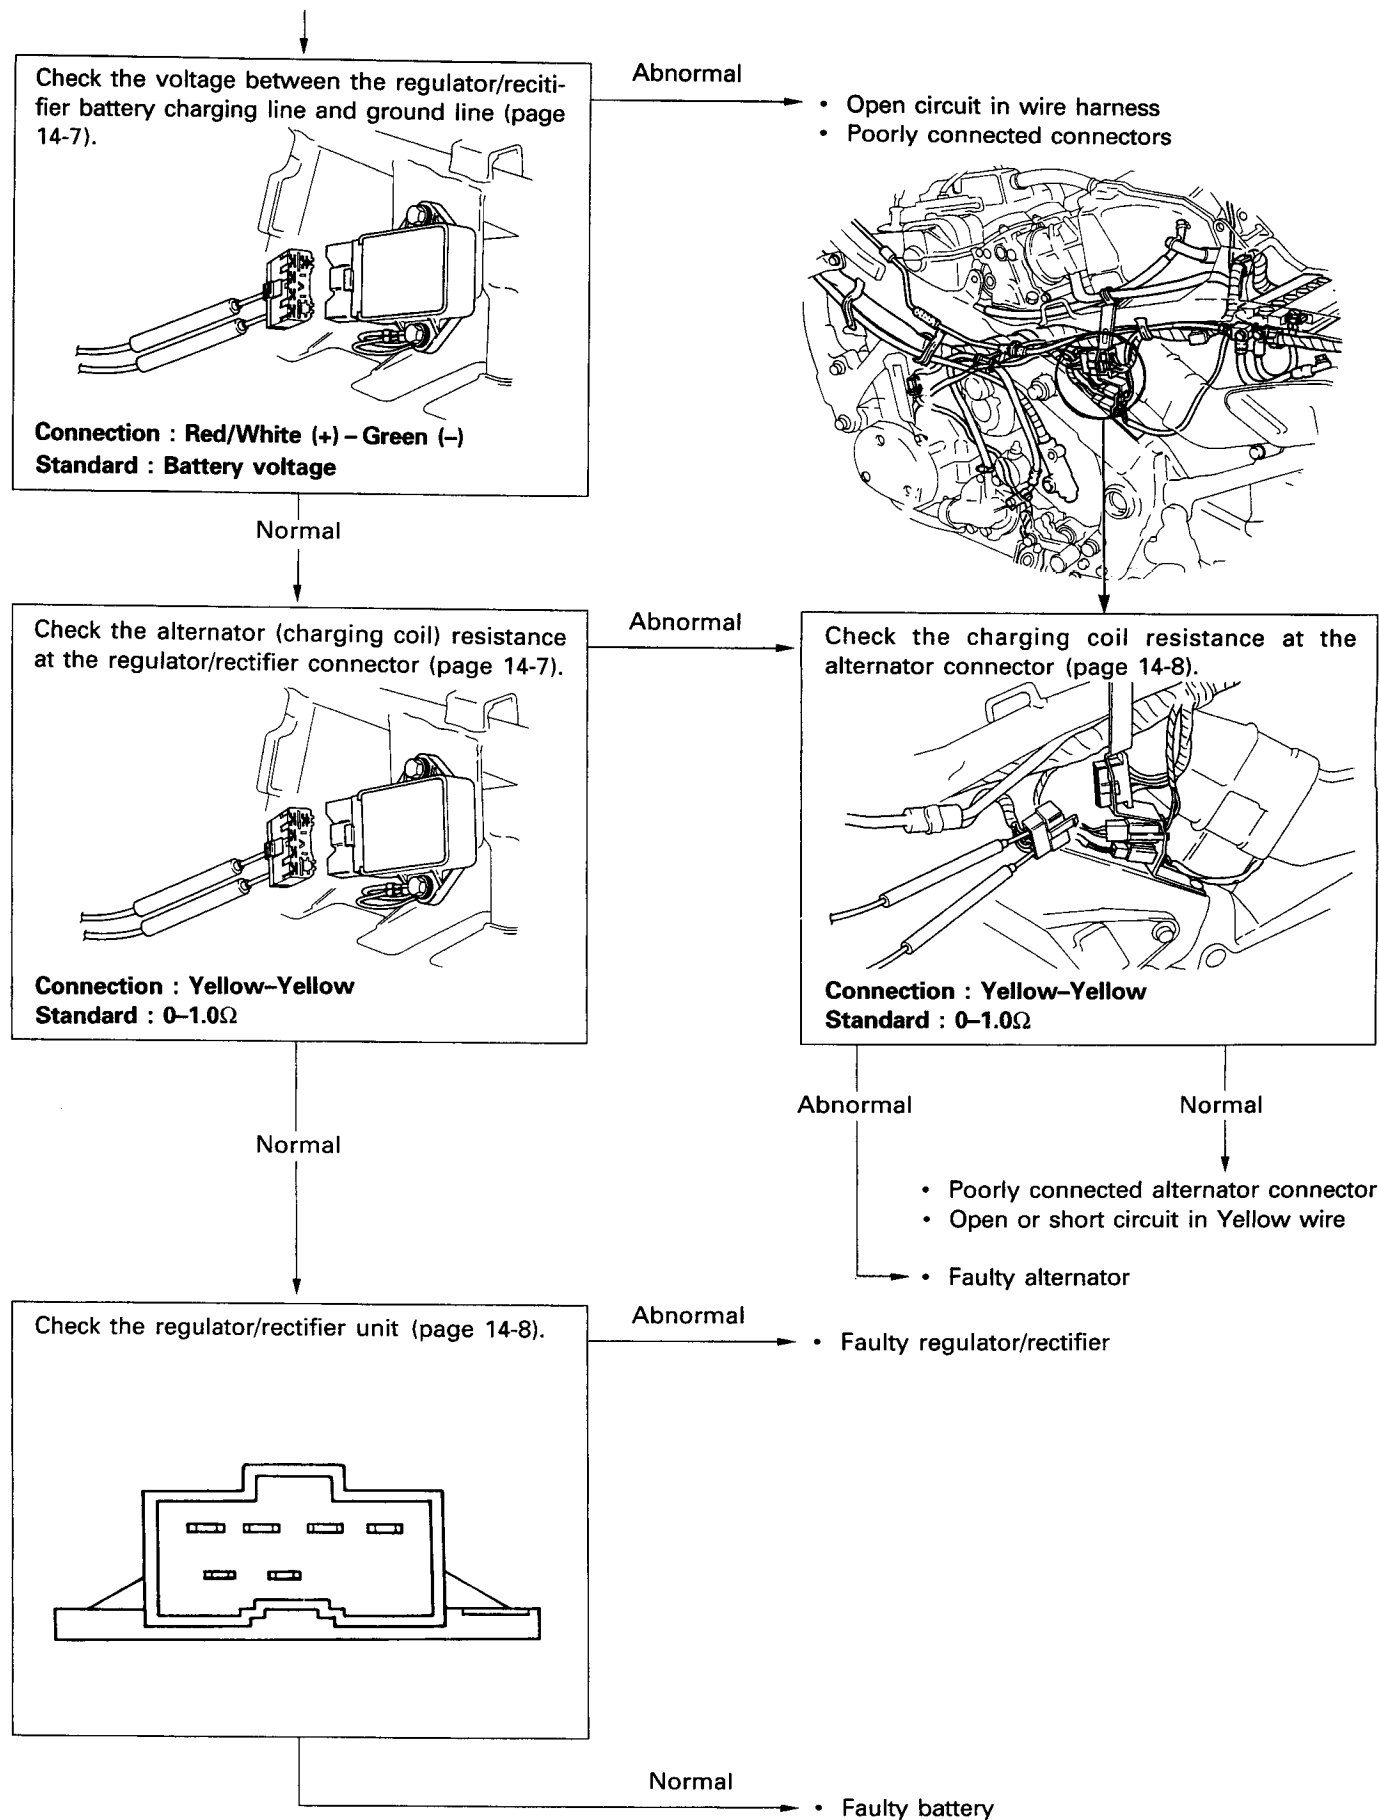 Check the voltage between the regulator/reciti-
fier battery charging line and ground line (page
14-7).
Connection : Red/White (+) – Green (–)
Standard : Battery voltage
Abnormal
• Open circuit in wire harness
• Poorly connected connectors
Normal
Check the alternator (charging coil) resistance
at the regulator/rectifier connector (page 14-7).
Connection : Yellow–Yellow
Standard : 0–1.0Ω
Abnormal
Check the charging coil resistance at the
alternator connector (page 14-8).
Connection : Yellow–Yellow
Standard : 0–1.0Ω
Abnormal
Normal
• Poorly connected alternator connector
• Open or short circuit in Yellow wire
• Faulty alternator
Normal
Check the regulator/rectifier unit (page 14-8).
Abnormal
• Faulty regulator/rectifier
Normal
• Faulty battery